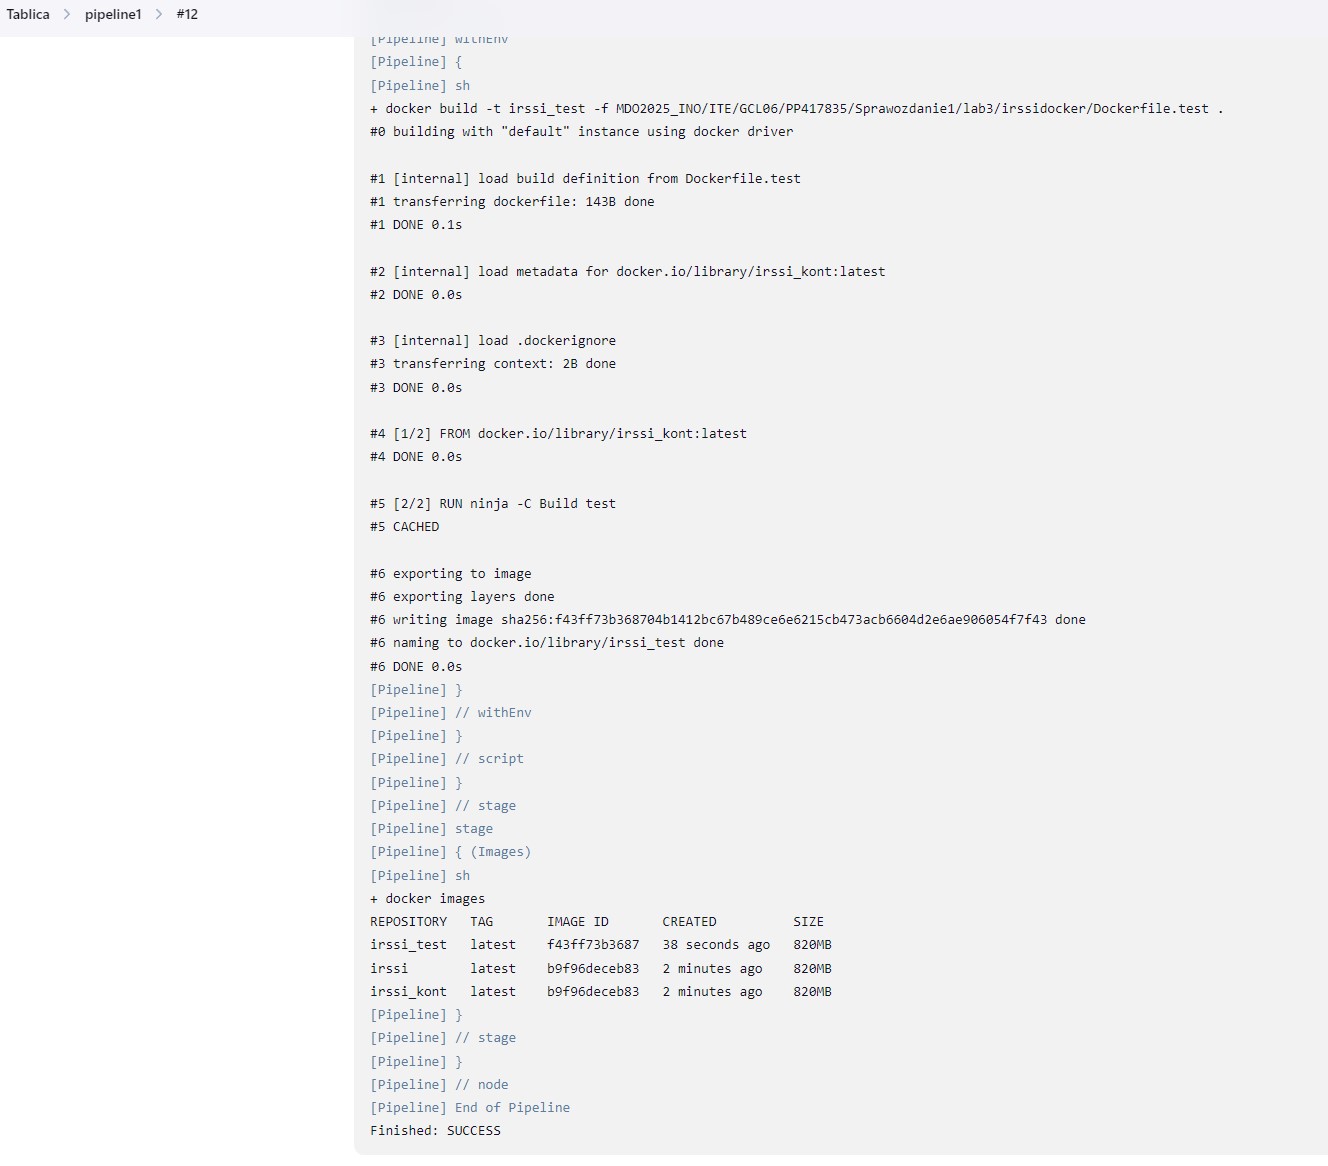 Tablica > pipeline1 > #12
[Pipeline] withEnv
[Pipeline] {
[Pipeline] sh
+ docker build -t irssi_test -f MDO2025_INO/ITE/GCL06/PP417835/Sprawozdanie1/lab3/irssidocker/Dockerfile.test .
#0 building with "default" instance using docker driver
#1 [internal] load build definition from Dockerfile.test
#1 transferring dockerfile: 143B done
#1 DONE 0.1s
#2 [internal] load metadata for docker.io/library/irssi_kont:latest
#2 DONE 0.0s
#3 [internal] load .dockerignore
#3 transferring context: 2B done
#3 DONE 0.0s
#4 [1/2] FROM docker.io/library/irssi_kont:latest
#4 DONE 0.0s
#5 [2/2] RUN ninja -C Build test
#5 CACHED
#6 exporting to image
#6 exporting layers done
#6 writing image sha256:f43ff73b368704b1412bc67b489ce6e6215cb473acb6604d2e6ae906054f7f43 done
#6 naming to docker.io/library/irssi_test done
#6 DONE 0.0s
[Pipeline] }
[Pipeline] // withEnv
[Pipeline] }
[Pipeline] // script
[Pipeline] }
[Pipeline] // stage
[Pipeline] stage
[Pipeline] { (Images)
[Pipeline] sh
+ docker images
REPOSITORY   TAG       IMAGE ID       CREATED          SIZE
irssi_test   latest    f43ff73b3687   38 seconds ago   820MB
irssi        latest    b9f96deceb83   2 minutes ago    820MB
irssi_kont   latest    b9f96deceb83   2 minutes ago    820MB
[Pipeline] }
[Pipeline] // stage
[Pipeline] }
[Pipeline] // node
[Pipeline] End of Pipeline
Finished: SUCCESS